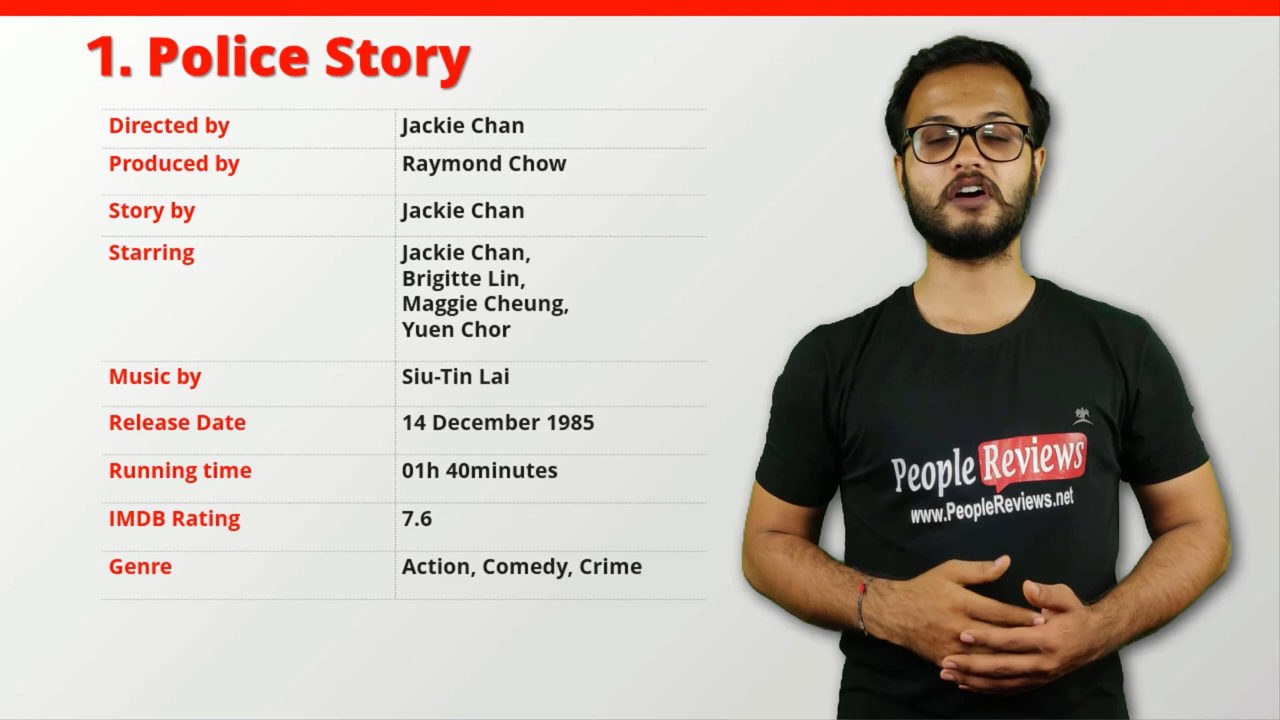 1. Police Story
Directed by Jackie Chan
Produced by Raymond Chow
Story by Jackie Chan
Starring Jackie Chan,
Brigitte Lin,
Maggie Cheung,
Yuen Chor
Music by Siu-Tin Lai
Release Date 14 December 1985
Running time 01h 40minutes
IMDB Rating 7.6
Genre Action, Comedy, Crime
People Reviews
www.PeopleReviews.net